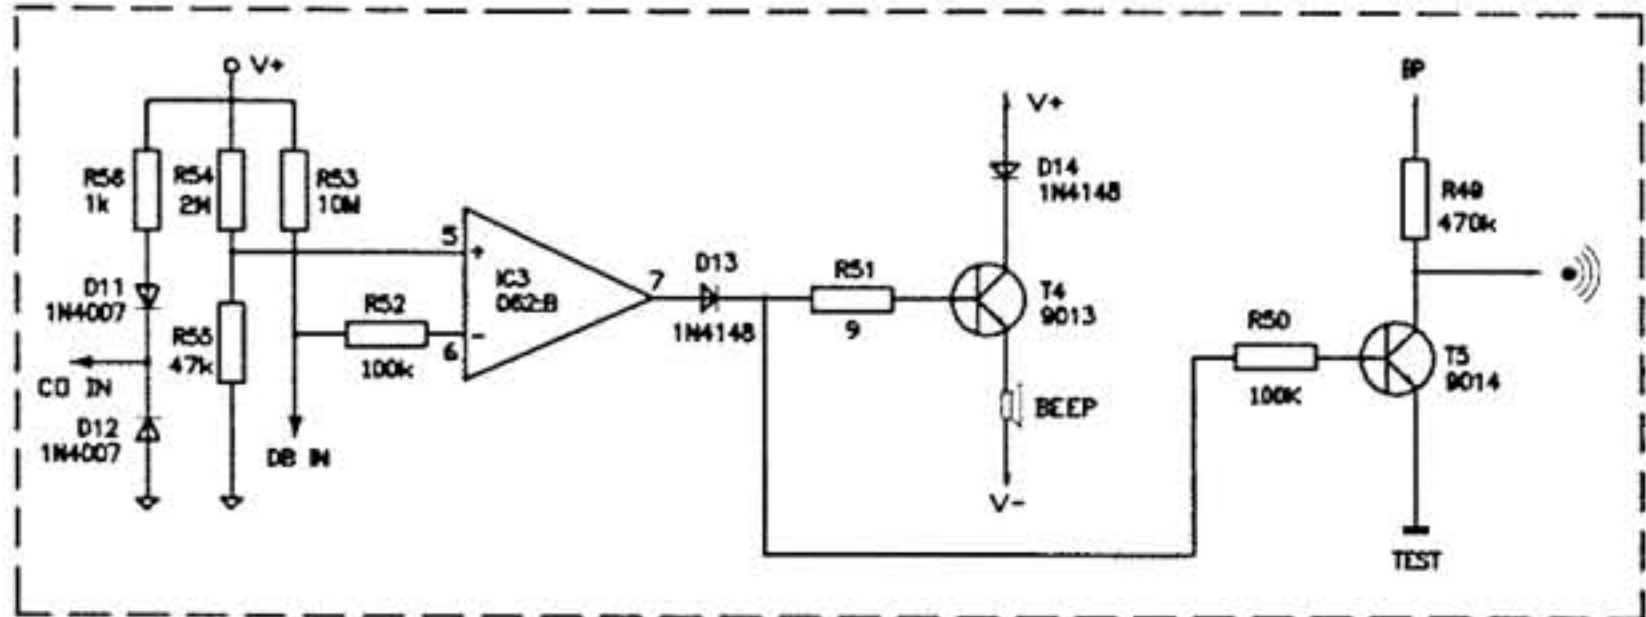 V+
R56
1k
R54
2M
R53
10M
D11
1N4007
R55
47k
CO IN
D12
1N4007
DB IN
R52
100k
5
+
6
-
IC3
062:B
7
D13
1N4148
R51
9
V+
D14
1N4148
T4
9013
BEEP
V-
R50
100K
BP
R49
470k
T5
9014
TEST